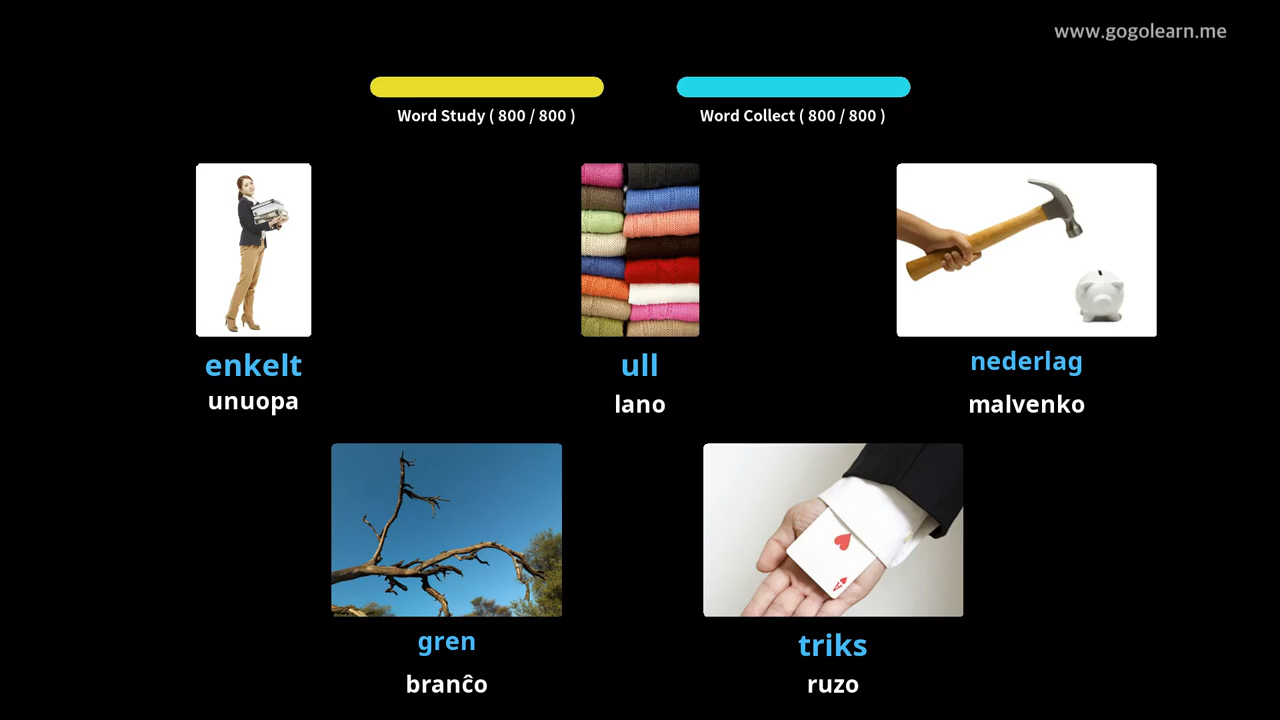 www.gogolearn.me
Word Study ( 800 / 800 )
Word Collect ( 800 / 800 )
enkelt
unuopa
ull
lano
nederlag
malvenko
gren
branĉo
triks
ruzo